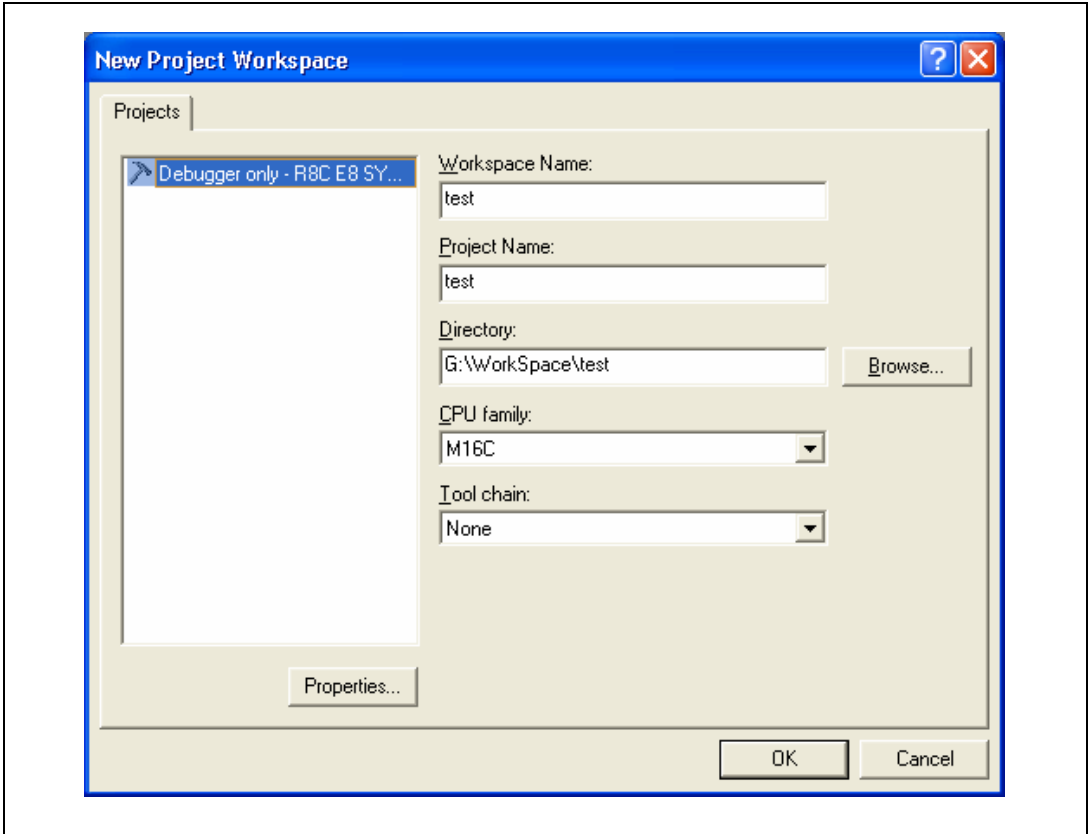 New Project Workspace
Projects
Debugger only - R8C E8 SY...
Workspace Name:
test
Project Name:
test
Directory:
G:\WorkSpace\test
Browse...
CPU family:
M16C
Tool chain:
None
Properties...
OK
Cancel